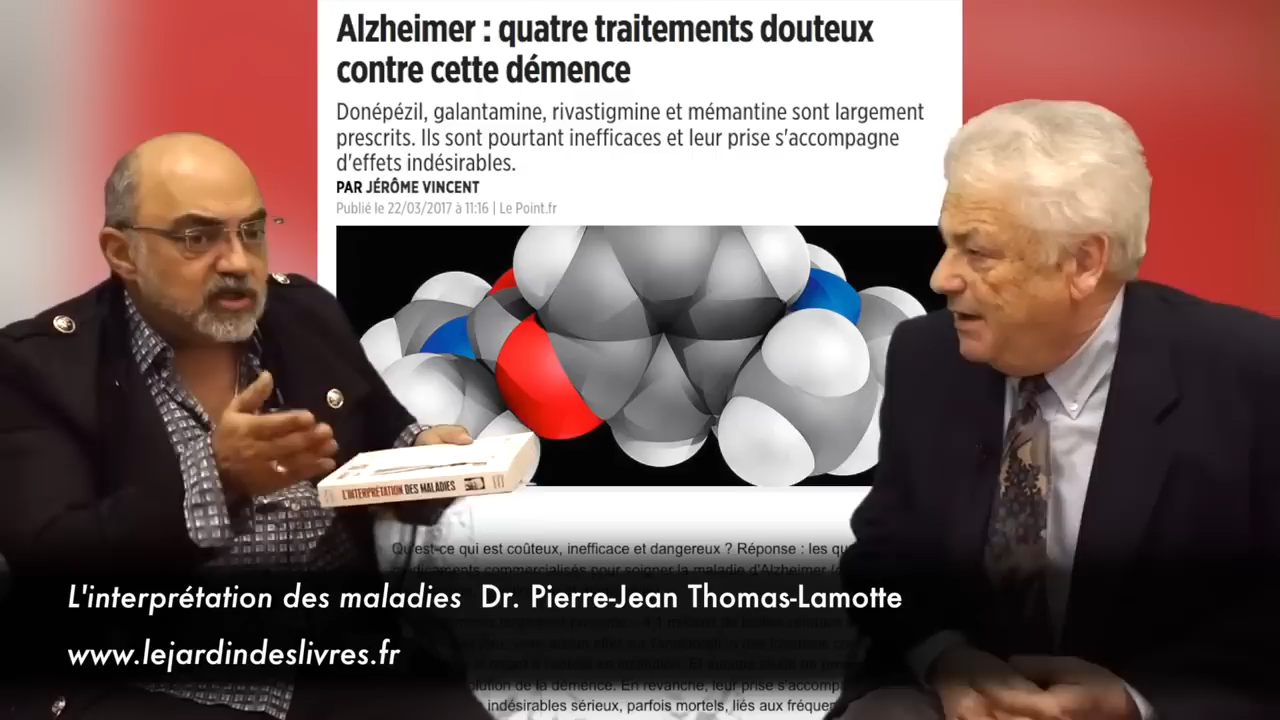 Alzheimer : quatre traitements douteux
contre cette démence
Donépézil, galantamine, rivastigmine et mémantine sont largement
prescrits. Ils sont pourtant inefficaces et leur prise s'accompagne
d'effets indésirables.
PAR JÉRÔME VINCENT
Publié le 22/03/2017 à 11:16 | Le Point.fr
L'INTERPRÉTATION DES MALADIES
Qu'est-ce qui est coûteux, inefficace et dangereux ? Réponse : les
commercialisés pour soigner la maladie d'Alzheimer
L'interprétation des maladies Dr. Pierre-Jean Thomas-Lamotte
www.lejardindeslivres.fr
de la démence. En revanche, leur prise
indésirables sérieux, parfois mortels, liés aux